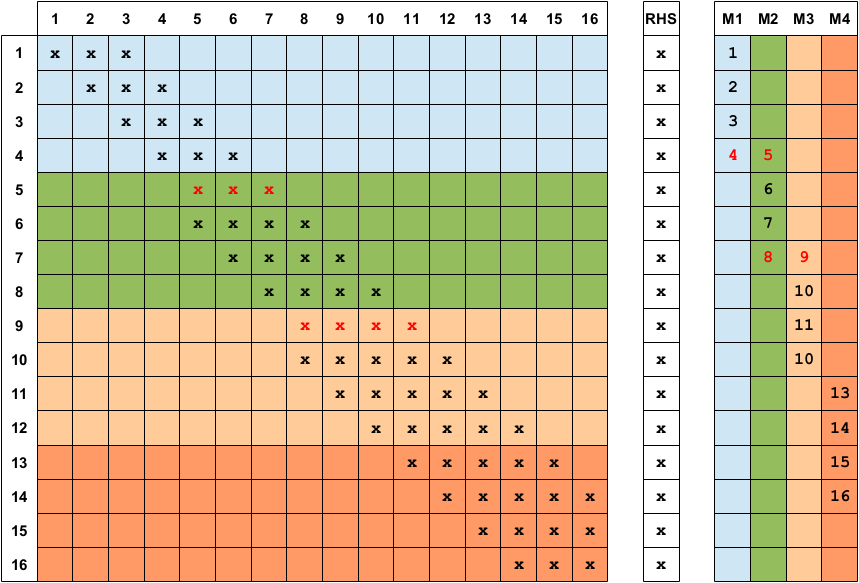 1 2 3 4 5 6 7 8 9 10 11 12 13 14 15 16 RHS M1 M2 M3 M4
1 x x x x 1
2 x x x x 2
3 x x x x 3
4 x x x x 4 5
5 x x x x 6
6 x x x x x 7
7 x x x x x 8 9
8 x x x x x 10
9 x x x x x 11
10 x x x x x x 10
11 x x x x x x 13
12 x x x x x x 14
13 x x x x x x 15
14 x x x x x x 16
15 x x x x x
16 x x x x